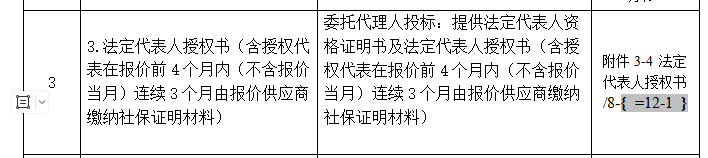 3
3.法定代表人授权书（含授权代
表在报价前 4 个月内（不含报价
当月）连续 3 个月由报价供应商
缴纳社保证明材料）
委托代理人投标：提供法定代表人资
格证明书及法定代表人授权书（含授
权代表在报价前 4 个月内（不含报价
当月）连续 3 个月由报价供应商缴纳
社保证明材料）
附件 3-4 法定
代表人授权书
/8-{ =12-1 }